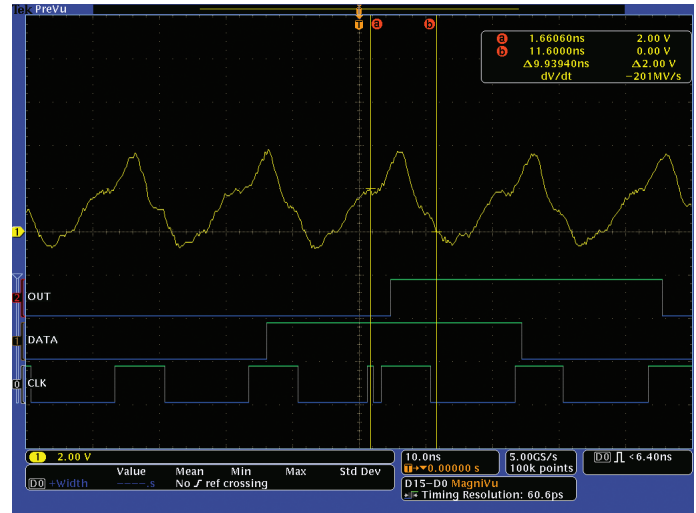 Tek PreVu
T a b
a 1.66060ns 2.00 V
b 11.6000ns 0.00 V
Δ9.93940ns Δ2.00 V
dV/dt −201MV/s
1
2 OUT
1 DATA
0 CLK
1 2.00 V
Value Mean Min Max Std Dev
D0 +Width ----.s No ref crossing
10.0ns
T→▼0.00000 s
5.00GS/s
100k points
D0 <6.40ns
D15-D0 MagniVu
Timing Resolution: 60.6ps